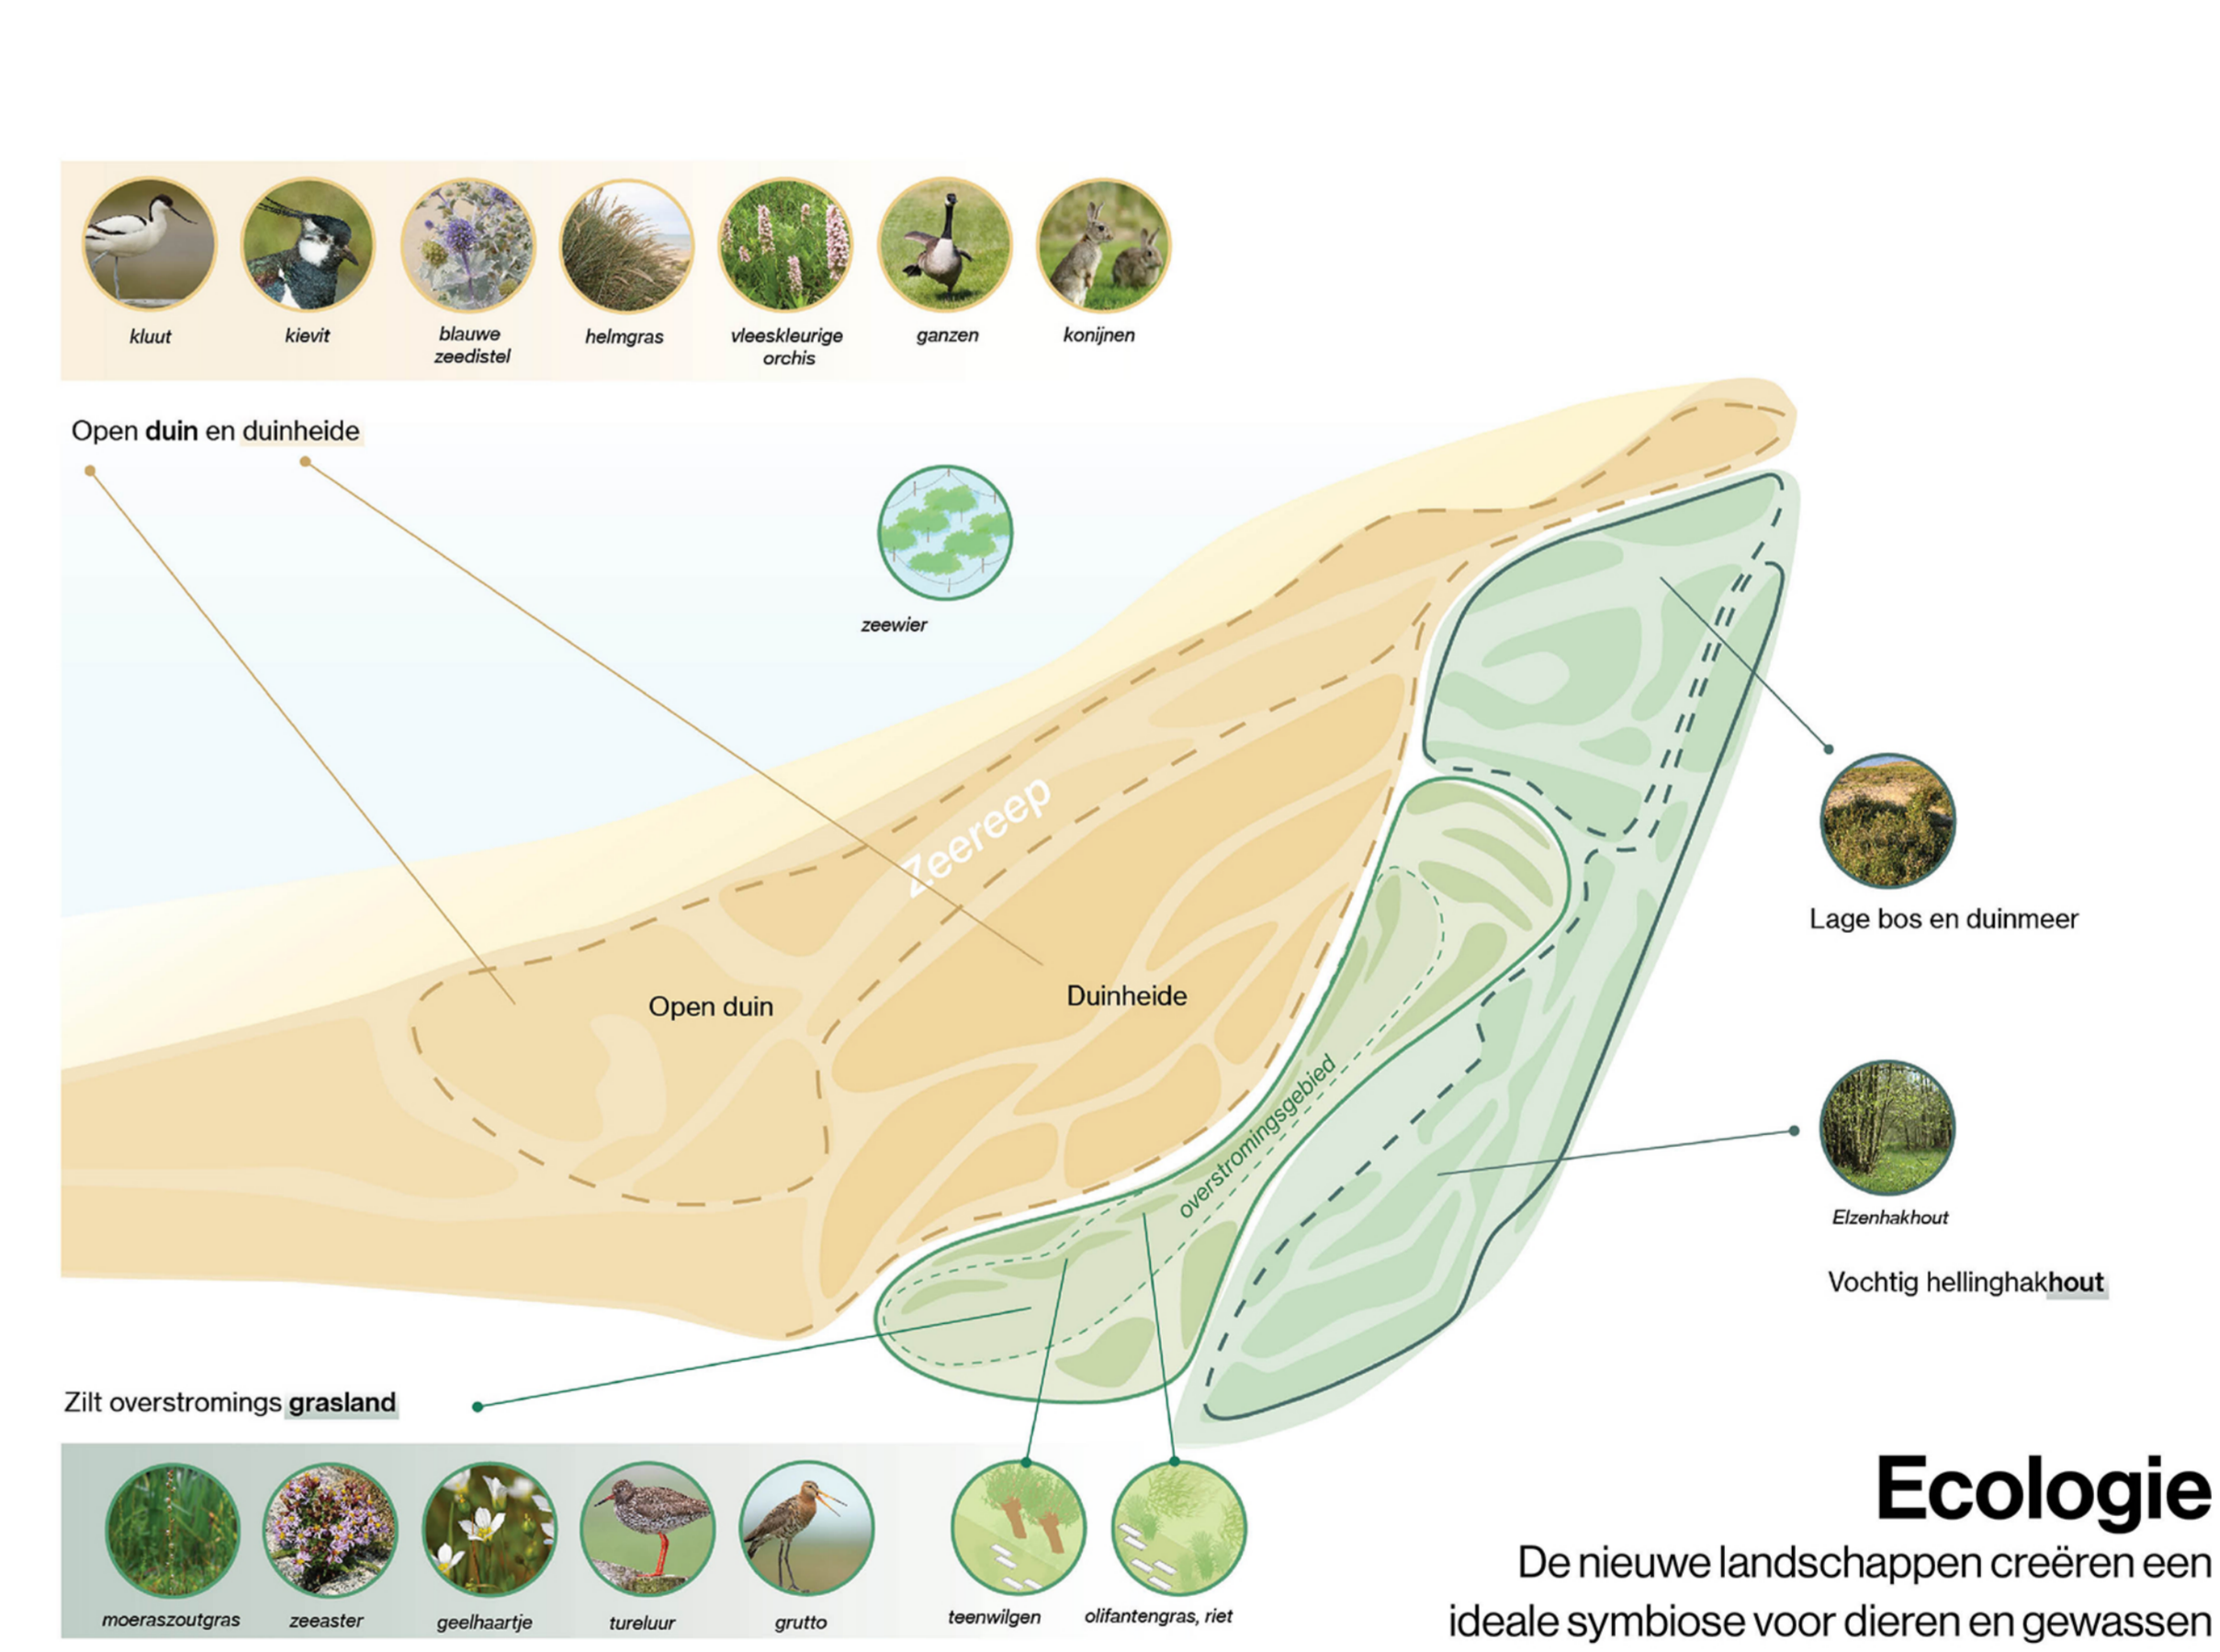 kluut
kievit
blauwe
zeedistel
helmgras
vleeskleurige
orchis
ganzen
konijnen
Open duin en duinheide
zeewier
Zeereep
Open duin
Duinheide
overstromingsgebied
Lage bos en duinmeer
Elzenhakhout
Vochtig hellinghakhout
Zilt overstromings grasland
moeraszoutgras
zeeaster
geelhaartje
tureluur
grutto
teenwilgen
olifantengras, riet
Ecologie
De nieuwe landschappen creëren een
ideale symbiose voor dieren en gewassen